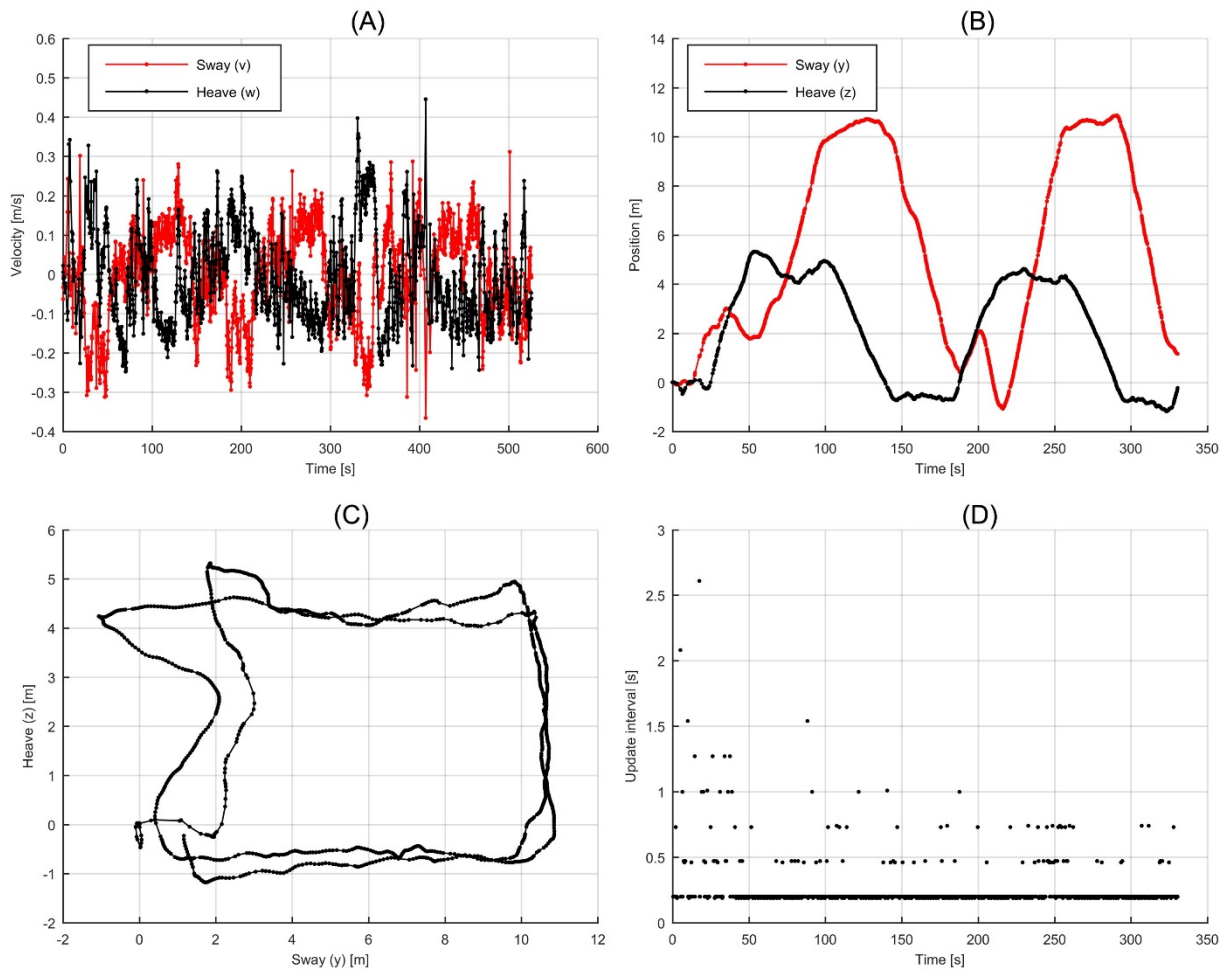 (A)
0.6
0.5
0.4
0.3
0.2
0.1
0
-0.1
-0.2
-0.3
-0.4
Velocity [m/s]
Sway (v)
Heave (w)
0 100 200 300 400 500 600
Time [s]
(B)
14
12
10
8
6
4
2
0
-2
Position [m]
Sway (y)
Heave (z)
0 50 100 150 200 250 300 350
Time [s]
(C)
6
5
4
3
2
1
0
-1
-2
Heave (z) [m]
-2 0 2 4 6 8 10 12
Sway (y) [m]
(D)
3
2.5
2
1.5
1
0.5
0
Update interval [s]
0 50 100 150 200 250 300 350
Time [s]